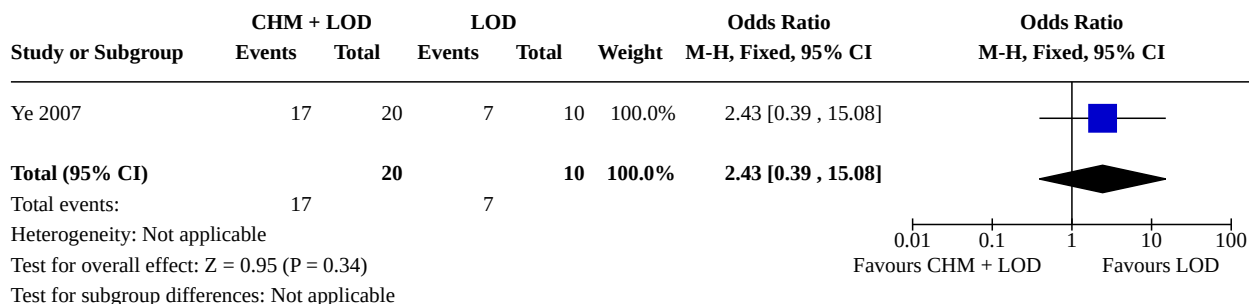 CHM + LOD LOD Odds Ratio Odds Ratio
Study or Subgroup Events Total Events Total Weight M-H, Fixed, 95% CI M-H, Fixed, 95% CI
Ye 2007 17 20 7 10 100.0% 2.43 [0.39 , 15.08]
Total (95% CI) 20 10 100.0% 2.43 [0.39 , 15.08]
Total events: 17 7
Heterogeneity: Not applicable 0.01 0.1 1 10 100
Test for overall effect: Z = 0.95 (P = 0.34) Favours CHM + LOD Favours LOD
Test for subgroup differences: Not applicable